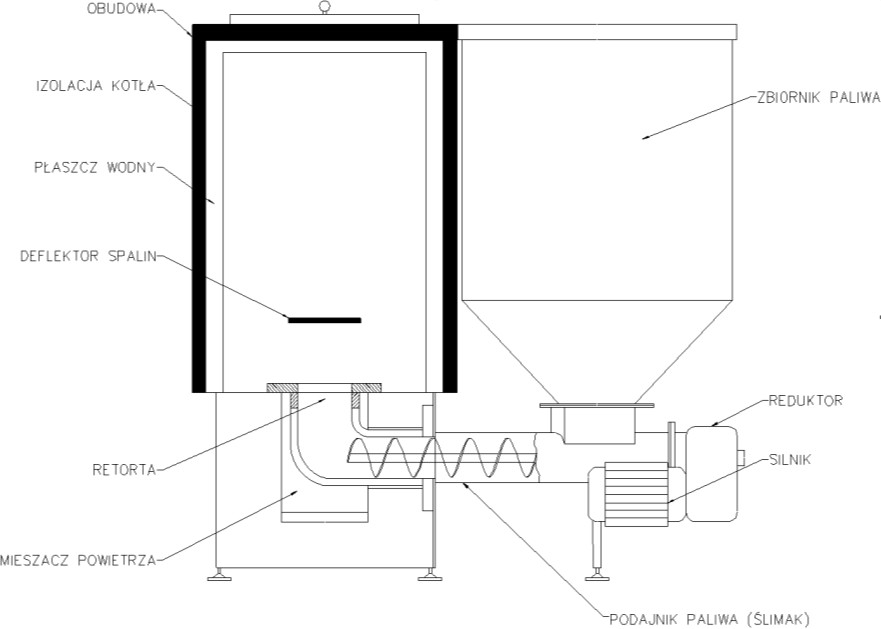 OBUDOWA
IZOLACJA KOTŁA
ZBIORNIK PALIWA
PŁASZCZ WODNY
DEFLEKTOR SPALIN
REDUKTOR
RETORTA
SILNIK
MIESZACZ POWIETRZA
PODAJNIK PALIWA (ŚLIMAK)